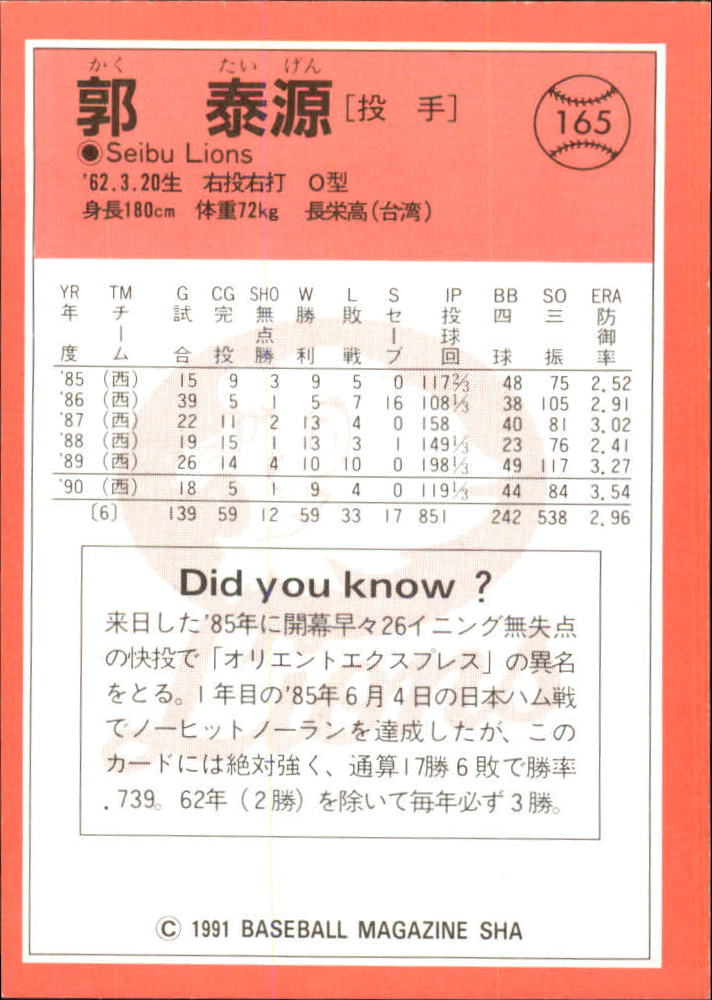 かく たい げん
郭 泰源 [投 手]
165
◉Seibu Lions
'62.3.20生 右投右打 O型
身長180cm 体重72kg 長栄高(台湾)
YR TM G CG SHO W L S IP BB SO ERA
年度 チーム 試合 完投 無点勝 勝利 敗戦 セーブ 投球回 四球 三振 防御率
'85 (西) 15 9 3 9 5 0 117⅔ 48 75 2.52
'86 (西) 39 5 1 5 7 16 108⅓ 38 105 2.91
'87 (西) 22 11 2 13 4 0 158 40 81 3.02
'88 (西) 19 15 1 13 3 1 149⅓ 23 76 2.41
'89 (西) 26 14 4 10 10 0 198⅓ 49 117 3.27
'90 (西) 18 5 1 9 4 0 119⅓ 44 84 3.54
〔6〕 139 59 12 59 33 17 851 242 538 2.96
Did you know ?
来日した'85年に開幕早々26イニング無失点
の快投で「オリエントエクスプレス」の異名
をとる。1年目の'85年6月4日の日本ハム戦
でノーヒットノーランを達成したが、この
カードには絶対強く、通算17勝6敗で勝率
.739。62年(2勝)を除いて毎年必ず3勝。
Lions
© 1991 BASEBALL MAGAZINE SHA